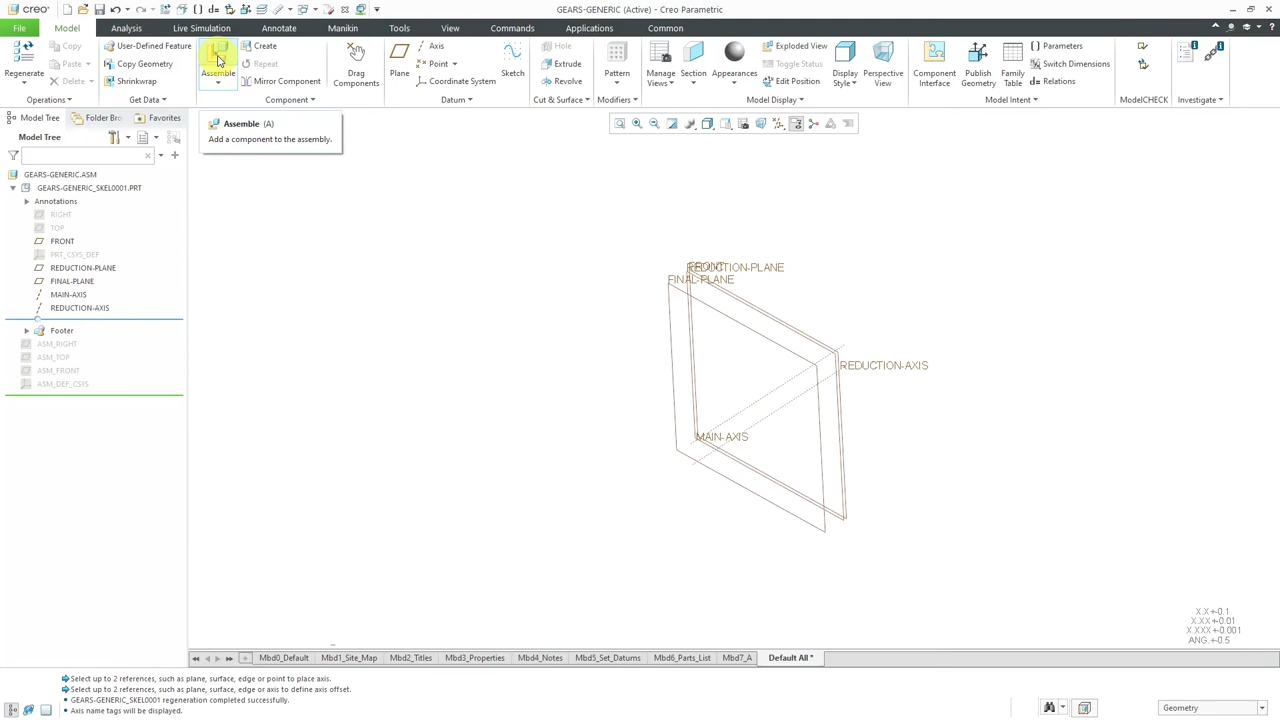 creo
GEARS-GENERIC (Active) - Creo Parametric
File Model Analysis Live Simulation Annotate Manikin Tools View Commands Applications Common
Regenerate
Copy
Paste
Delete
Operations
User-Defined Feature
Copy Geometry
Shrinkwrap
Get Data
Assemble
Create
Repeat
Mirror Component
Component
Drag Components
Plane
Axis
Point
Coordinate System
Sketch
Datum
Hole
Extrude
Revolve
Cut & Surface
Pattern
Modifiers
Manage Views
Section
Appearances
Exploded View
Toggle Status
Edit Position
Display Style
Perspective View
Model Display
Component Interface
Publish Geometry
Family Table
Parameters
Switch Dimensions
Relations
Model Intent
ModelCHECK
Investigate
Model Tree Folder Bro Favorites
Model Tree
Assemble (A)
Add a component to the assembly.
GEARS-GENERIC.ASM
GEARS-GENERIC_SKEL0001.PRT
Annotations
RIGHT
TOP
FRONT
PRT_CSYS_DEF
REDUCTION-PLANE
FINAL-PLANE
MAIN-AXIS
REDUCTION-AXIS
Footer
ASM_RIGHT
ASM_TOP
ASM_FRONT
ASM_DEF_CSYS
FRONT
REDUCTION-PLANE
FINAL-PLANE
REDUCTION-AXIS
MAIN-AXIS
X.X+-0.1
X.XX+-0.01
X.XXX+-0.001
ANG.+-0.5
Mbd0_Default Mbd1_Site_Map Mbd2_Titles Mbd3_Properties Mbd4_Notes Mbd5_Set_Datums Mbd6_Parts_List Mbd7_A Default All *
Select up to 2 references, such as plane, surface, edge or point to place axis.
Select up to 2 references, such as plane, surface, edge or axis to define axis offset.
GEARS-GENERIC_SKEL0001 regeneration completed successfully.
Axis name tags will be displayed.
Geometry